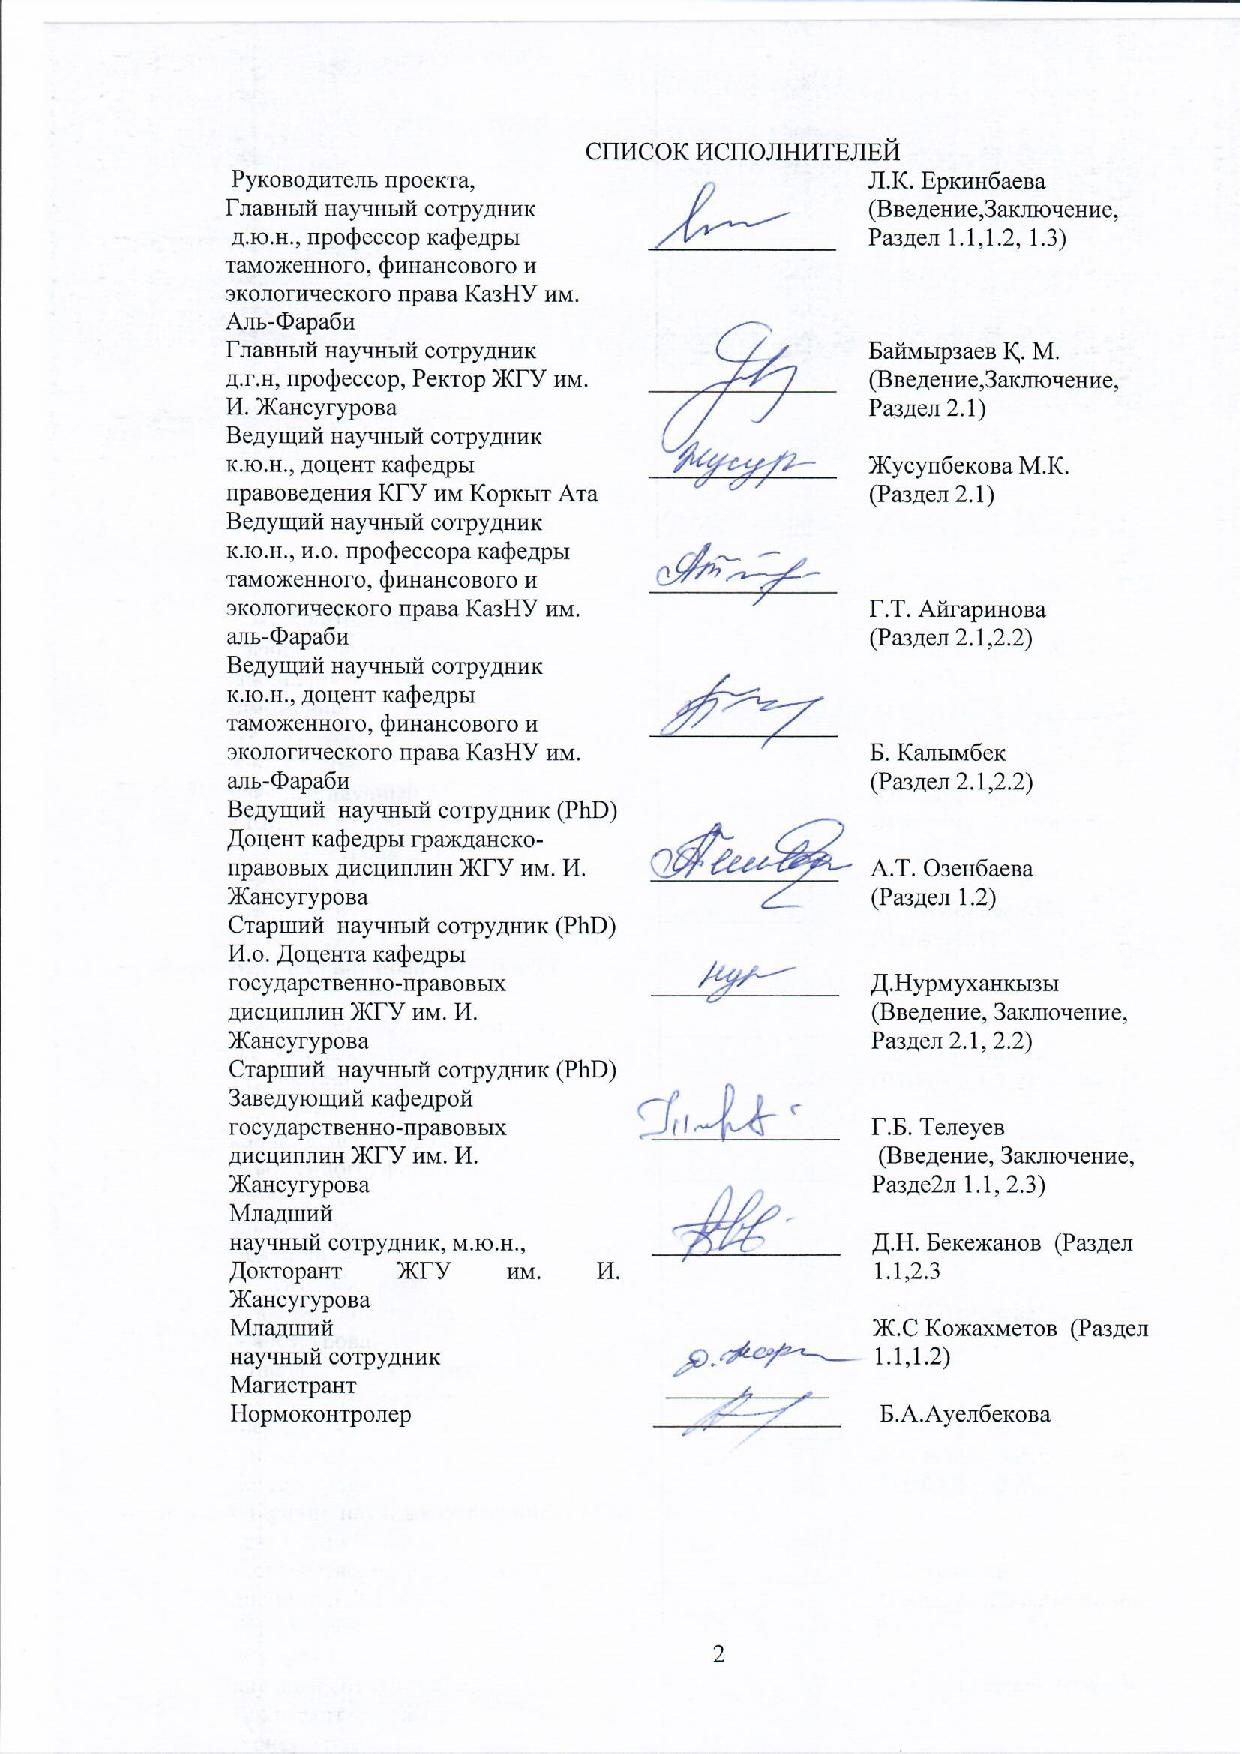 СПИСОК ИСПОЛНИТЕЛЕЙ
Руководитель проекта, Л.К. Еркинбаева
Главный научный сотрудник (Введение,Заключение,
д.ю.н., профессор кафедры Раздел 1.1,1.2, 1.3)
таможенного, финансового и
экологического права КазНУ им.
Аль-Фараби
Главный научный сотрудник Баймырзаев Қ. М.
д.г.н, профессор, Ректор ЖГУ им. (Введение,Заключение,
И. Жансугурова Раздел 2.1)
Ведущий научный сотрудник
к.ю.н., доцент кафедры Жусупбекова М.К.
правоведения КГУ им Коркыт Ата (Раздел 2.1)
Ведущий научный сотрудник
к.ю.н., и.о. профессора кафедры
таможенного, финансового и
экологического права КазНУ им. Г.Т. Айгаринова
аль-Фараби (Раздел 2.1,2.2)
Ведущий научный сотрудник
к.ю.н., доцент кафедры
таможенного, финансового и
экологического права КазНУ им. Б. Калымбек
аль-Фараби (Раздел 2.1,2.2)
Ведущий научный сотрудник (PhD)
Доцент кафедры гражданско-
правовых дисциплин ЖГУ им. И. А.Т. Озенбаева
Жансугурова (Раздел 1.2)
Старший научный сотрудник (PhD)
И.о. Доцента кафедры
государственно-правовых Д.Нурмуханкызы
дисциплин ЖГУ им. И. (Введение, Заключение,
Жансугурова Раздел 2.1, 2.2)
Старший научный сотрудник (PhD)
Заведующий кафедрой
государственно-правовых Г.Б. Телеуев
дисциплин ЖГУ им. И. (Введение, Заключение,
Жансугурова Разде2л 1.1, 2.3)
Младший
научный сотрудник, м.ю.н., Д.Н. Бекежанов (Раздел
Докторант ЖГУ им. И. 1.1,2.3
Жансугурова
Младший Ж.С Кожахметов (Раздел
научный сотрудник 1.1,1.2)
Магистрант
Нормоконтролер Б.А.Ауелбекова
2